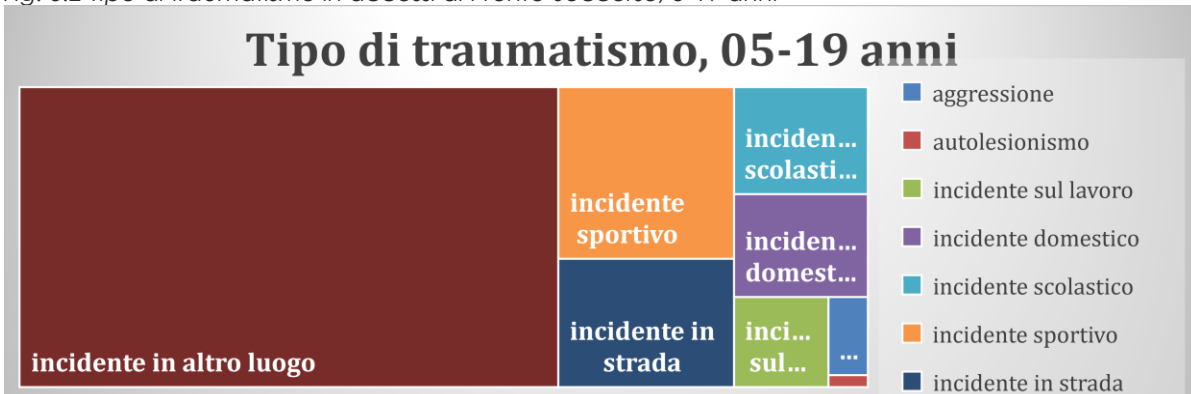 Tipo di traumatismo, 05-19 anni
incidente in altro luogo
incidente
sportivo
incidente in
strada
inciden...
scolasti...
inciden...
domest...
inci...
sul...
...
aggressione
autolesionismo
incidente sul lavoro
incidente domestico
incidente scolastico
incidente sportivo
incidente in strada